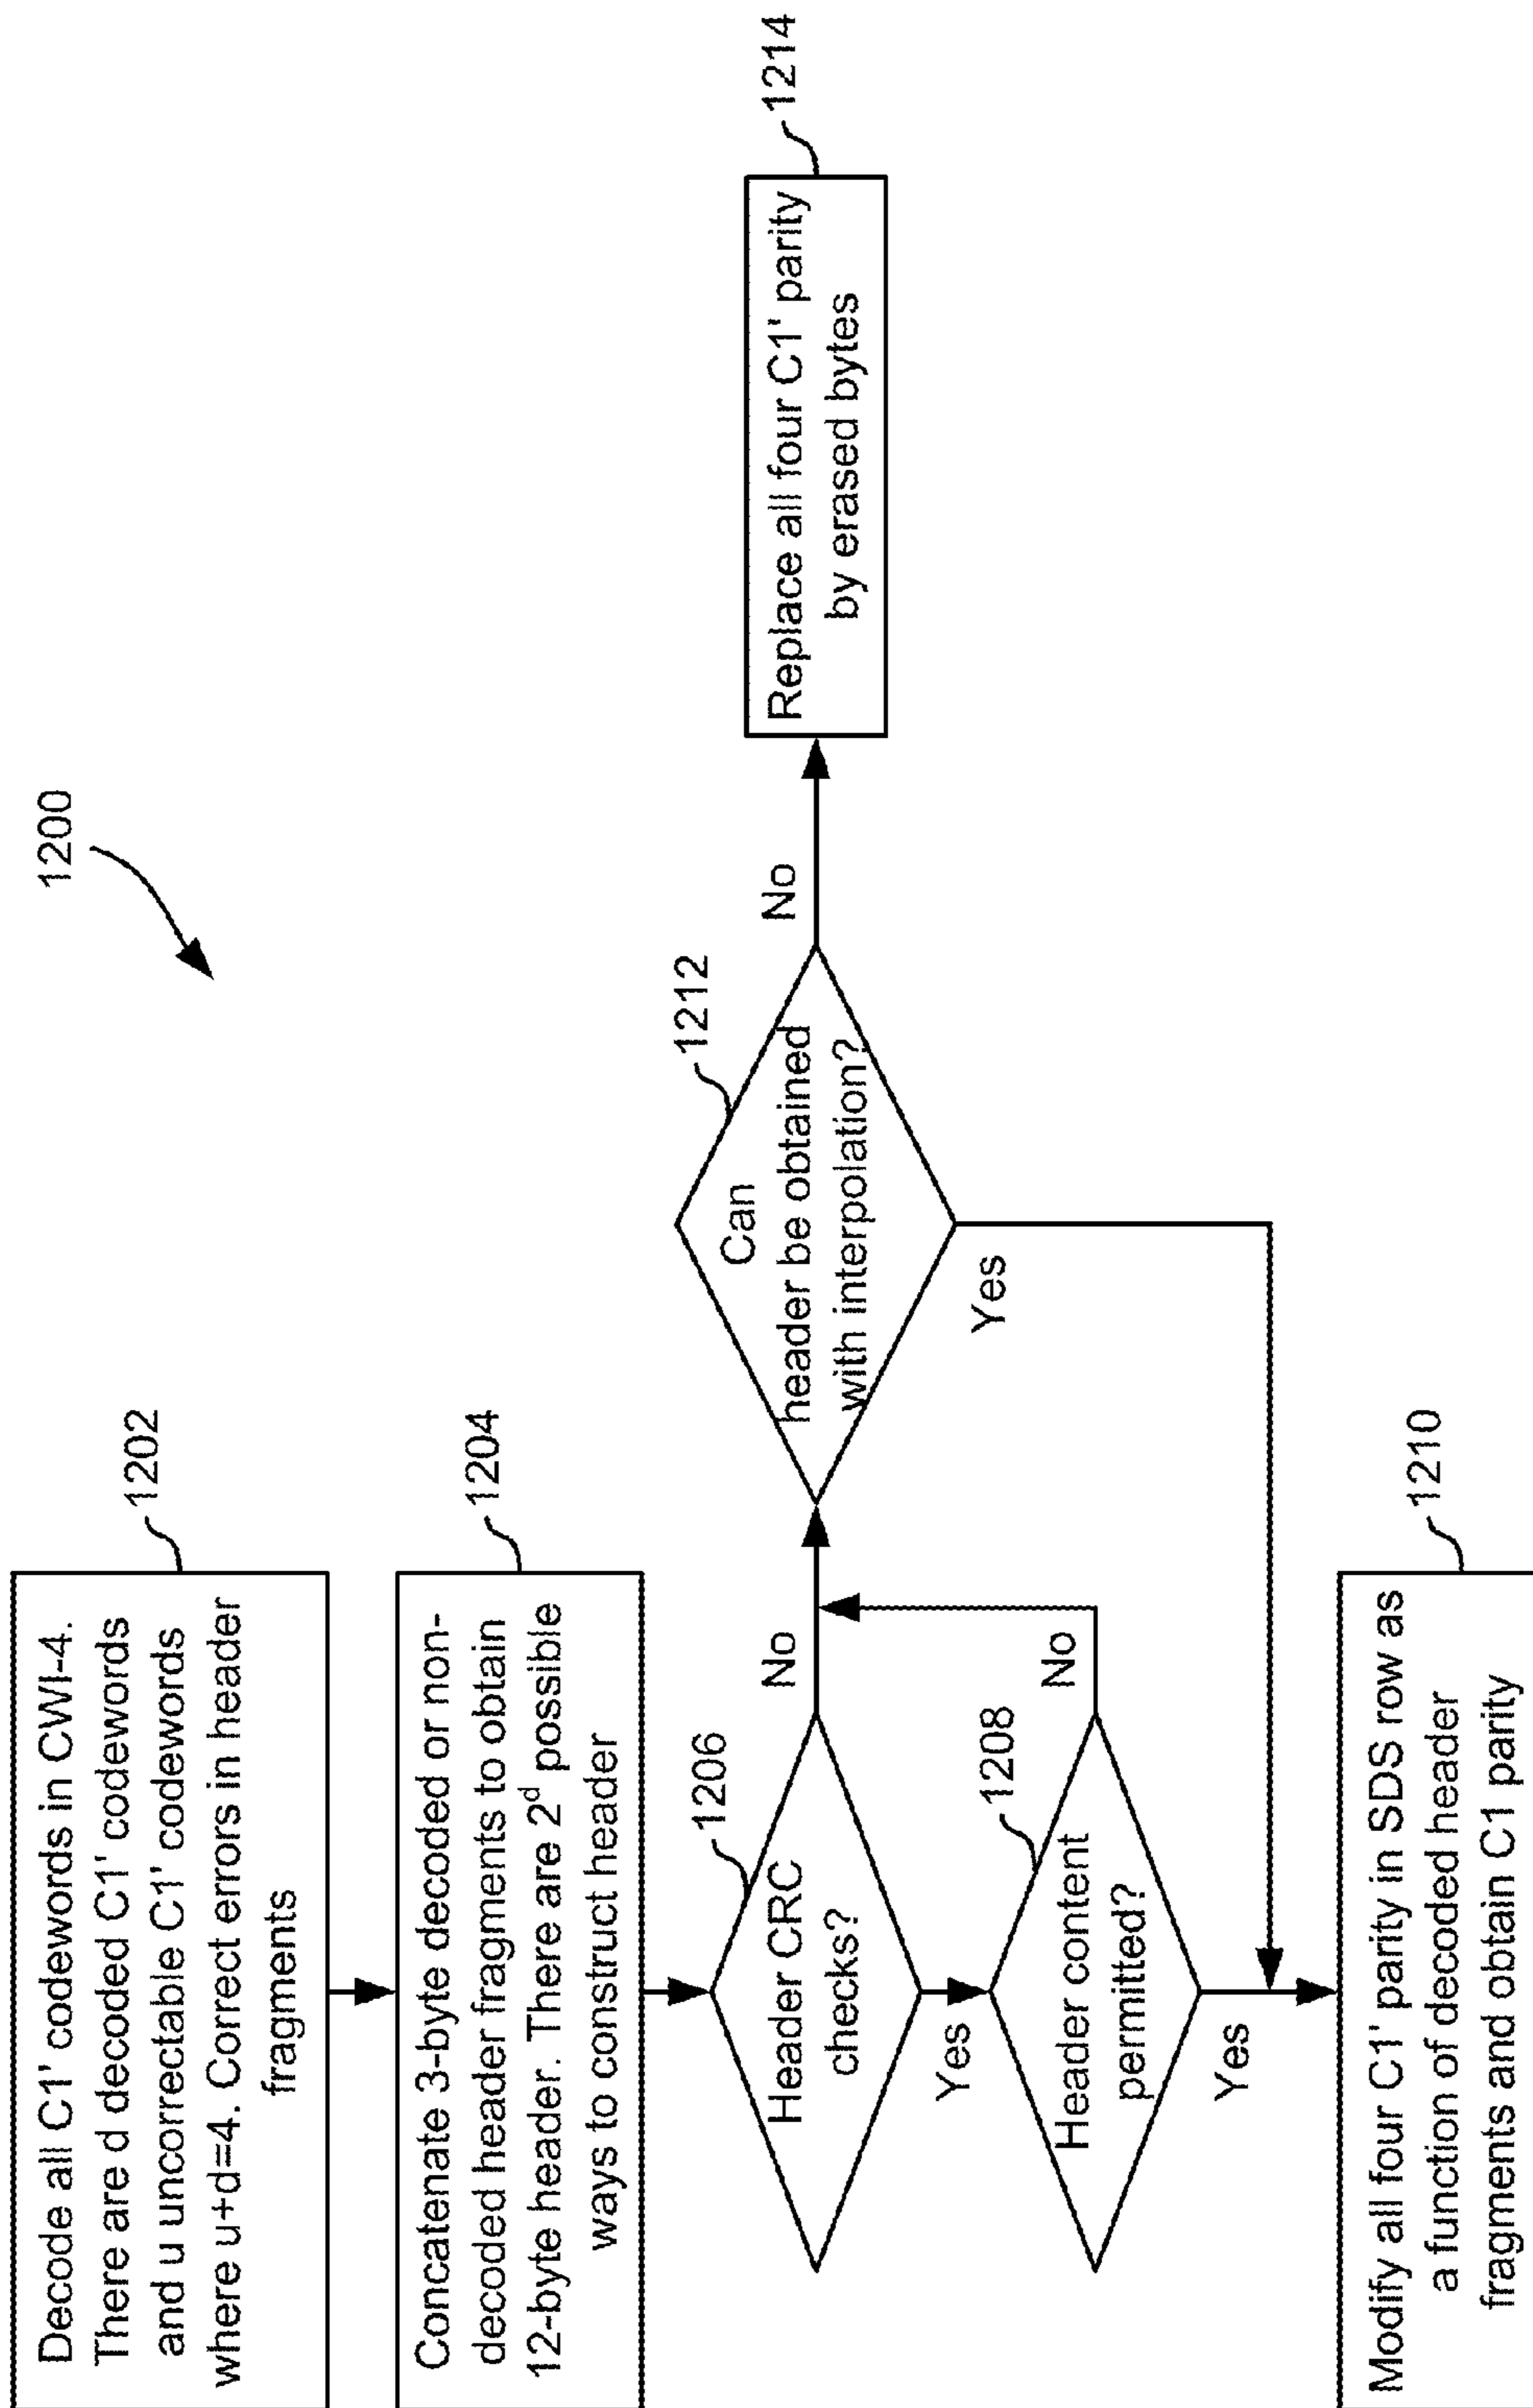 1200
Decode all C1' codewords in CWI-4.
There are d decoded C1' codewords
and u uncorrectable C1' codewords
where u+d=4. Correct errors in header
fragments
1202
Concatenate 3-byte decoded or non-
decoded header fragments to obtain
12-byte header. There are 2ᵈ possible
ways to construct header
1204
Header CRC
checks?
1206
No
Yes
Header content
permitted?
1208
No
Yes
Can
header be obtained
with interpolation?
1212
No
Yes
Replace all four C1' parity
by erased bytes
1214
Modify all four C1' parity in SDS row as
a function of decoded header
fragments and obtain C1 parity
1210